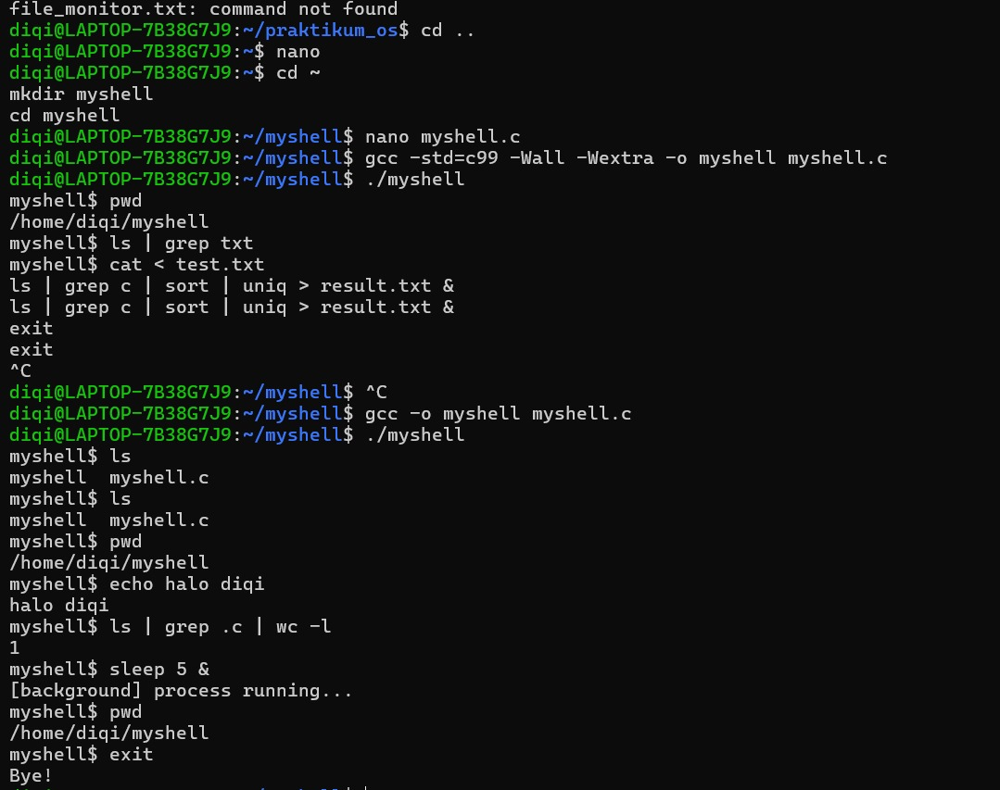 file_monitor.txt: command not found
diqi@LAPTOP-7B38G7J9:~/praktikum_os$ cd ..
diqi@LAPTOP-7B38G7J9:~$ nano
diqi@LAPTOP-7B38G7J9:~$ cd ~
mkdir myshell
cd myshell
diqi@LAPTOP-7B38G7J9:~/myshell$ nano myshell.c
diqi@LAPTOP-7B38G7J9:~/myshell$ gcc -std=c99 -Wall -Wextra -o myshell myshell.c
diqi@LAPTOP-7B38G7J9:~/myshell$ ./myshell
myshell$ pwd
/home/diqi/myshell
myshell$ ls | grep txt
myshell$ cat < test.txt
ls | grep c | sort | uniq > result.txt &
ls | grep c | sort | uniq > result.txt &
exit
exit
^C
diqi@LAPTOP-7B38G7J9:~/myshell$ ^C
diqi@LAPTOP-7B38G7J9:~/myshell$ gcc -o myshell myshell.c
diqi@LAPTOP-7B38G7J9:~/myshell$ ./myshell
myshell$ ls
myshell  myshell.c
myshell$ ls
myshell  myshell.c
myshell$ pwd
/home/diqi/myshell
myshell$ echo halo diqi
halo diqi
myshell$ ls | grep .c | wc -l
1
myshell$ sleep 5 &
[background] process running...
myshell$ pwd
/home/diqi/myshell
myshell$ exit
Bye!